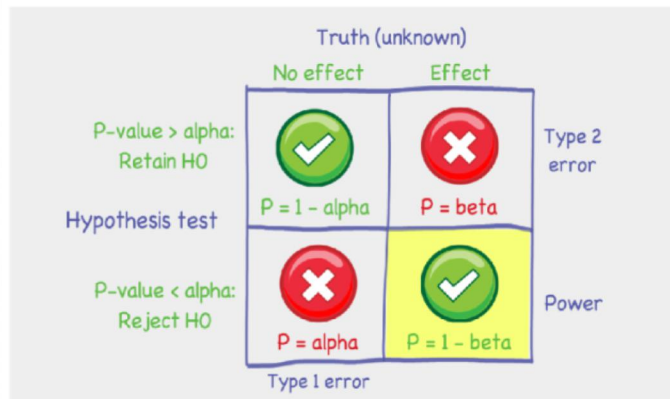 Truth (unknown)
No effect Effect
P-value > alpha:
Retain H0
P = 1 - alpha
P = beta
Type 2
error
Hypothesis test
P-value < alpha:
Reject H0
P = alpha
P = 1 - beta
Power
Type 1 error